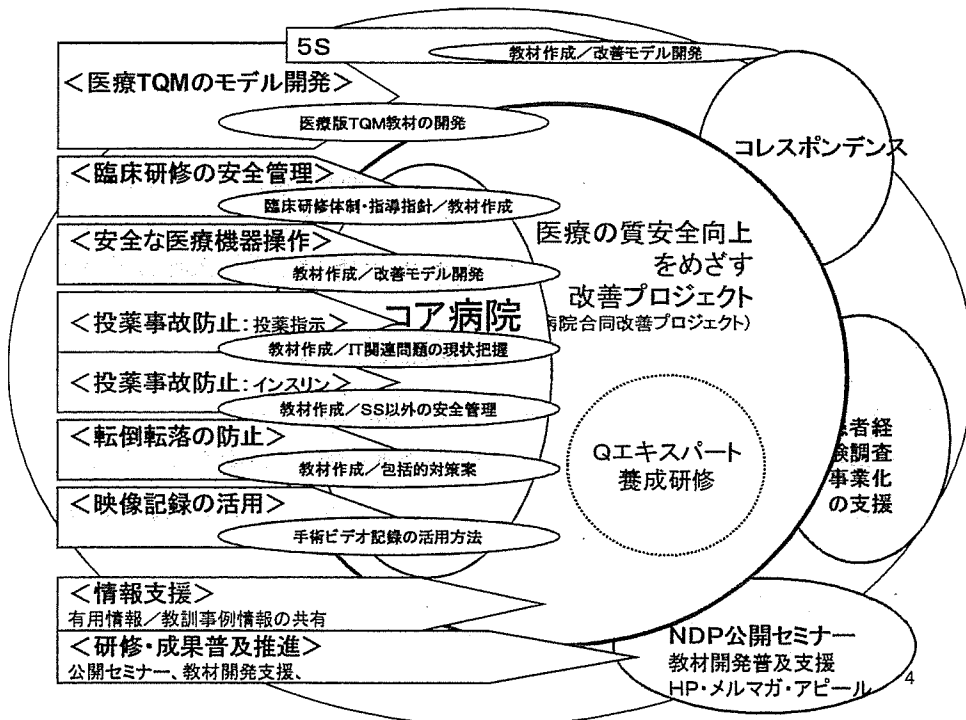 5S
教材作成／改善モデル開発
＜医療TQMのモデル開発＞
医療版TQM教材の開発
コレスポンデンス
＜臨床研修の安全管理＞
臨床研修体制・指導指針／教材作成
＜安全な医療機器操作＞
教材作成／改善モデル開発
医療の質安全向上
をめざす
改善プロジェクト
病院合同改善プロジェクト）
コア病院
＜投薬事故防止：投薬指示＞
教材作成／IT関連問題の現状把握
＜投薬事故防止：インスリン＞
教材作成／SS以外の安全管理
＜転倒転落の防止＞
教材作成／包括的対策案
＜映像記録の活用＞
手術ビデオ記録の活用方法
Qエキスパート
養成研修
患者経
験調査
事業化
の支援
＜情報支援＞
有用情報／教訓事例情報の共有
＜研修・成果普及推進＞
公開セミナー、教材開発支援、
NDP公開セミナー
教材開発普及支援
HP・メルマガ・アピール
4